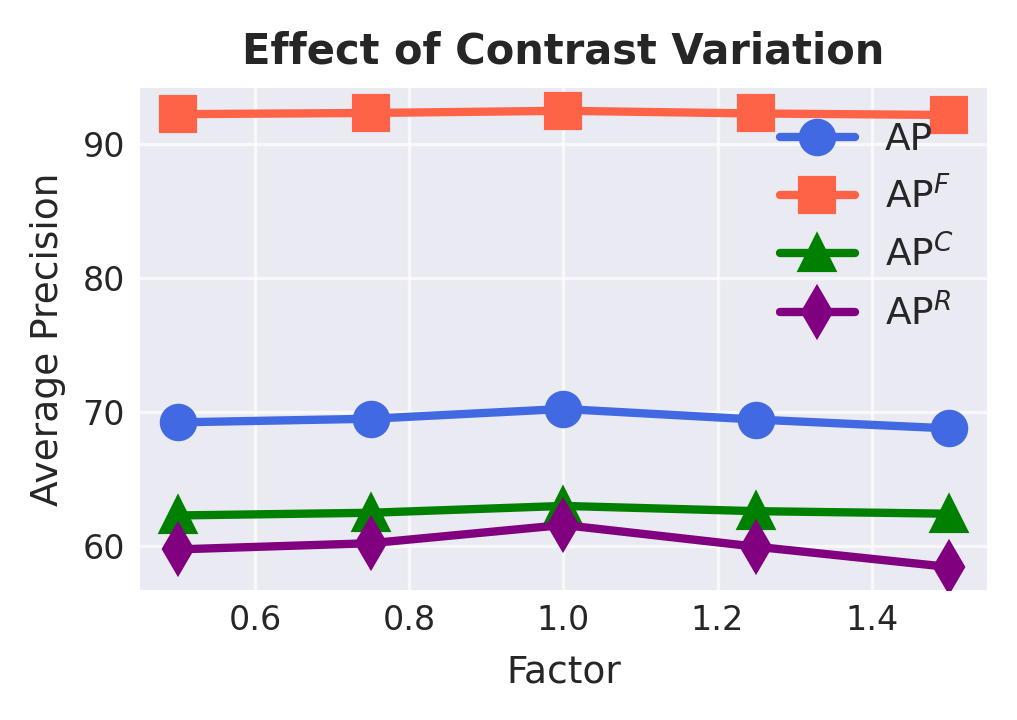 Effect of Contrast Variation
Average Precision
90
80
70
60
AP
AP^F
AP^C
AP^R
0.6 0.8 1.0 1.2 1.4
Factor